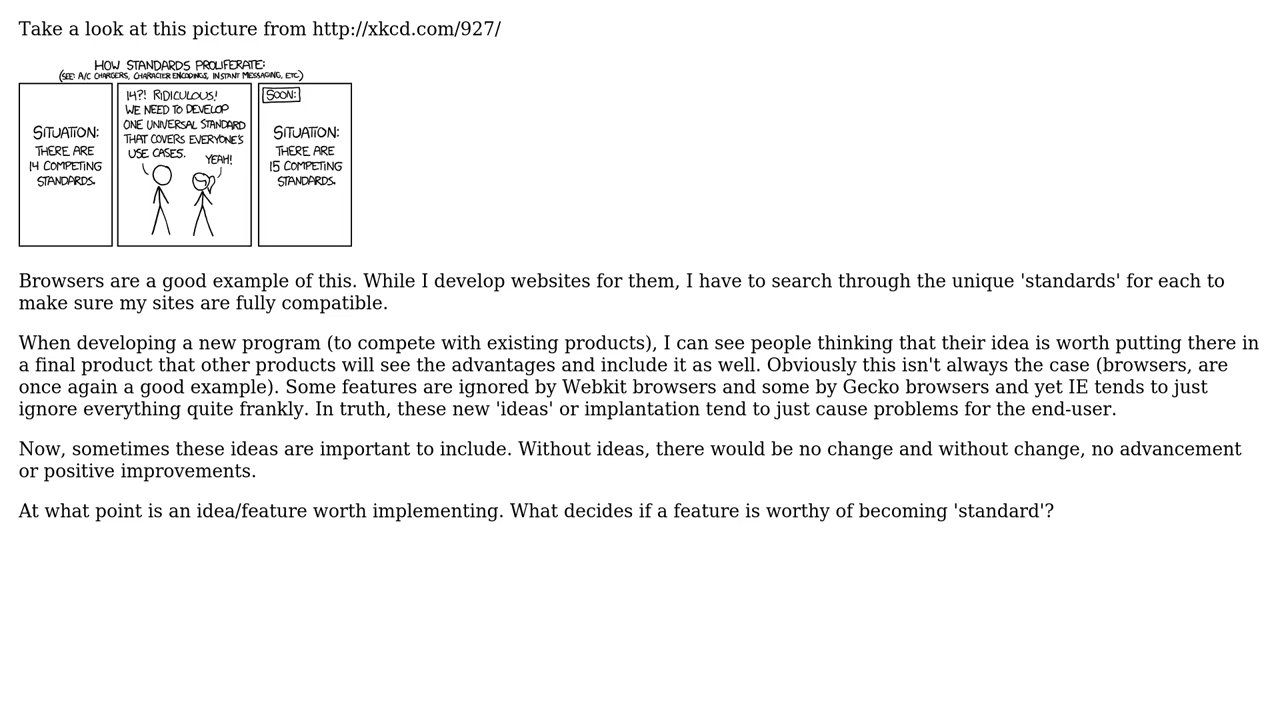 Take a look at this picture from http://xkcd.com/927/
HOW STANDARDS PROLIFERATE:
(SEE: A/C CHARGERS, CHARACTER ENCODINGS, INSTANT MESSAGING, ETC.)
SITUATION:
THERE ARE
14 COMPETING
STANDARDS.
14?! RIDICULOUS!
WE NEED TO DEVELOP
ONE UNIVERSAL STANDARD
THAT COVERS EVERYONE'S
USE CASES.
YEAH!
SOON:
SITUATION:
THERE ARE
15 COMPETING
STANDARDS.
Browsers are a good example of this. While I develop websites for them, I have to search through the unique 'standards' for each to
make sure my sites are fully compatible.
When developing a new program (to compete with existing products), I can see people thinking that their idea is worth putting there in
a final product that other products will see the advantages and include it as well. Obviously this isn't always the case (browsers, are
once again a good example). Some features are ignored by Webkit browsers and some by Gecko browsers and yet IE tends to just
ignore everything quite frankly. In truth, these new 'ideas' or implantation tend to just cause problems for the end-user.
Now, sometimes these ideas are important to include. Without ideas, there would be no change and without change, no advancement
or positive improvements.
At what point is an idea/feature worth implementing. What decides if a feature is worthy of becoming 'standard'?